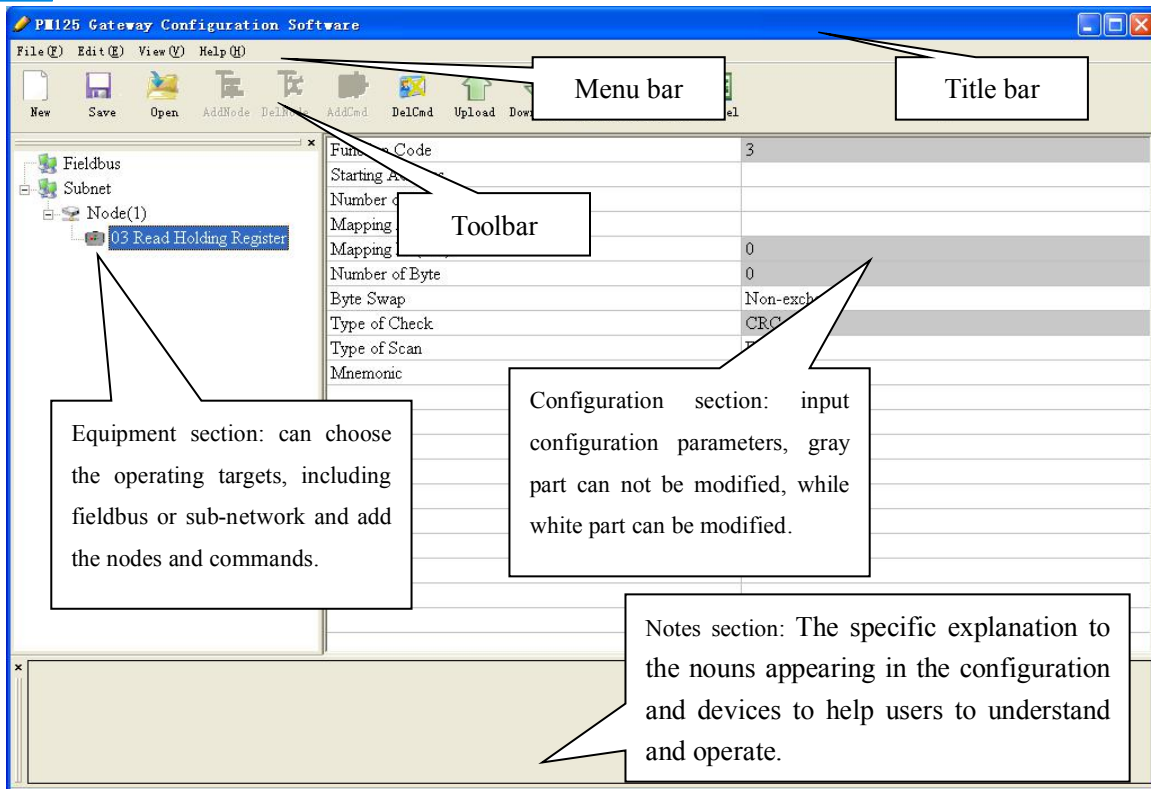 PM125 Gateway Configuration Software
File(F) Edit(E) View(V) Help(H)
Menu bar
Title bar
New Save Open AddNode DelNode AddCmd DelCmd Upload
Fieldbus
Subnet
Node(1)
03 Read Holding Register
Toolbar
Code 3
Starting
Number
Mapping
Mapping 0
Number of Byte 0
Byte Swap
Type of Check CRC
Type of Scan
Mnemonic
Equipment section: can choose
the operating targets, including
fieldbus or sub-network and add
the nodes and commands.
Configuration section: input
configuration parameters, gray
part can not be modified, while
white part can be modified.
Notes section: The specific explanation to
the nouns appearing in the configuration
and devices to help users to understand
and operate.